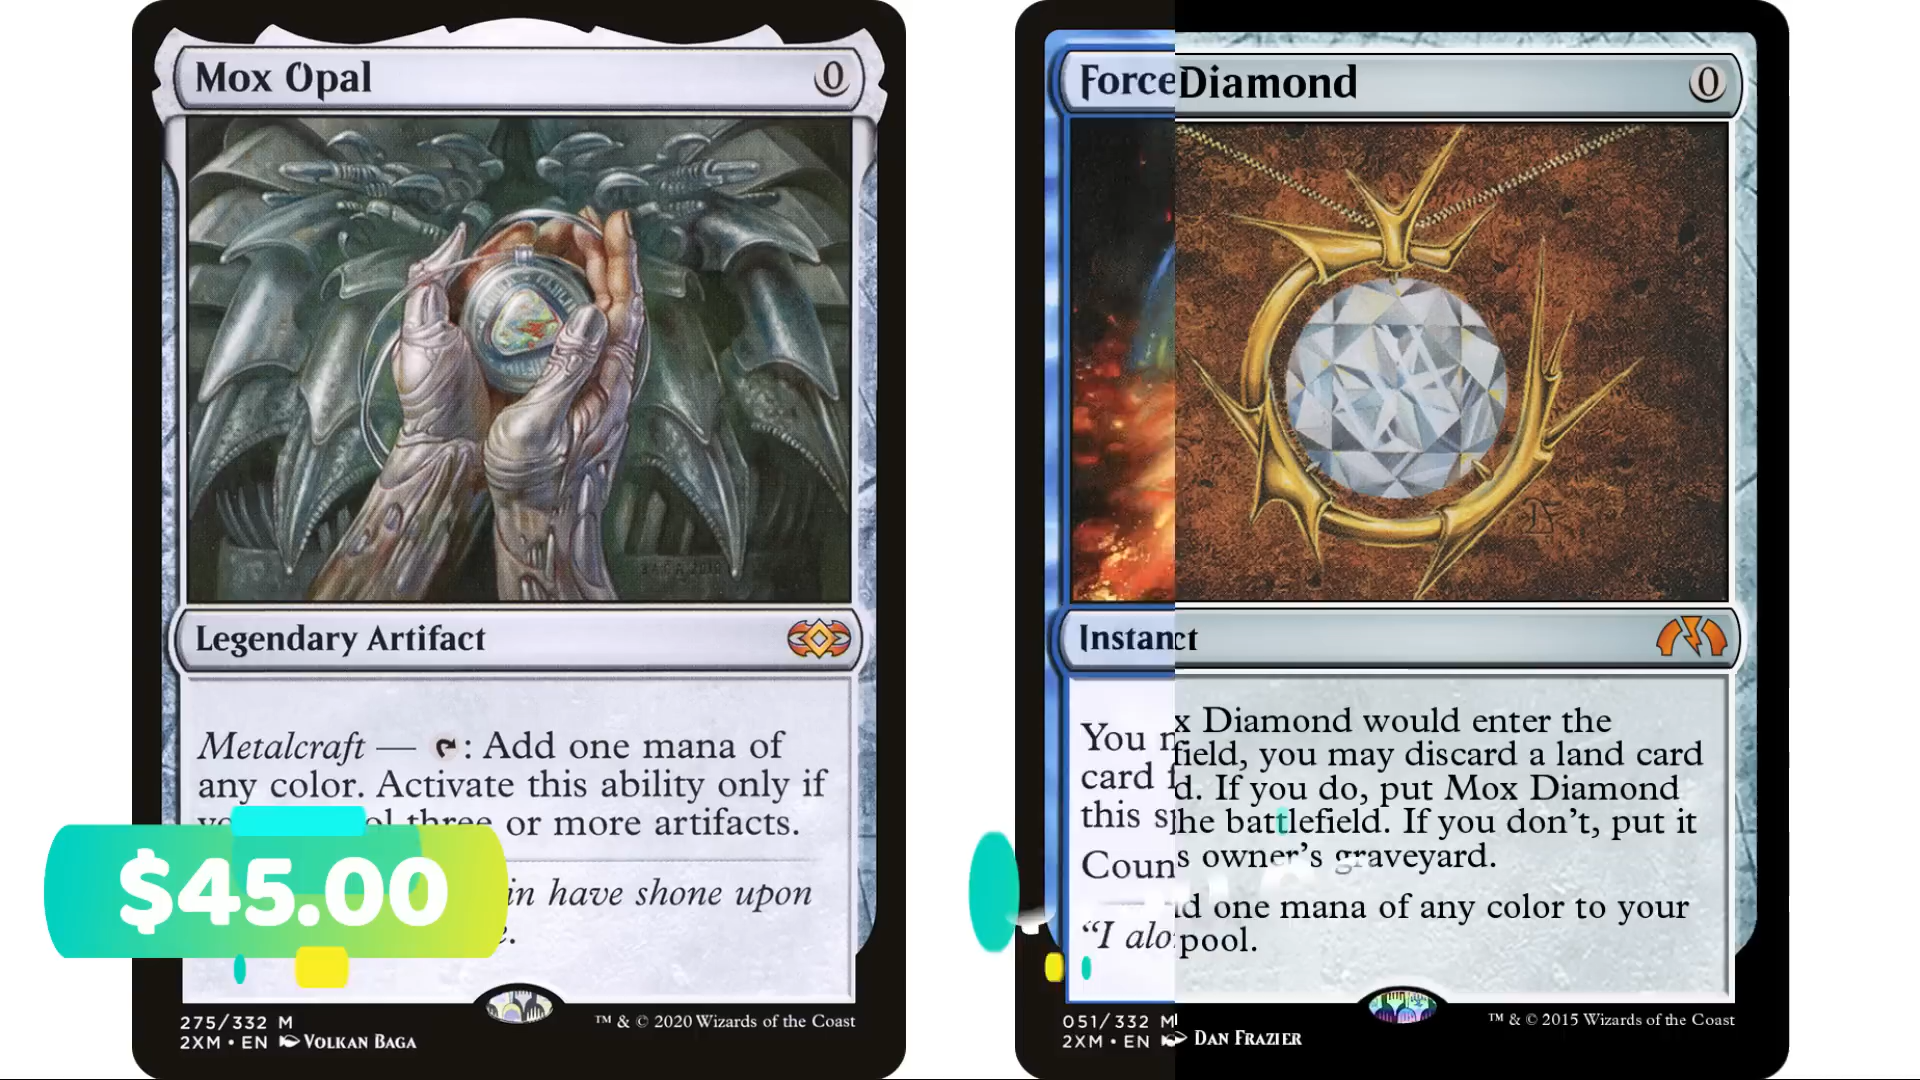 Mox Opal
0
Legendary Artifact
Metalcraft — : Add one mana of
any color. Activate this ability only if
three or more artifacts.
in have shone upon
$45.00
275/332 M
2XM • EN VOLKAN BAGA
™ & © 2020 Wizards of the Coast
Force Diamond
0
Instant
You
x Diamond would enter the
card
field, you may discard a land card
d. If you do, put Mox Diamond
this
he battlefield. If you don't, put it
s owner's graveyard.
Coun
d one mana of any color to your
"I alo
pool.
051/332 M
2XM • EN DAN FRAZIER
™ & © 2015 Wizards of the Coast